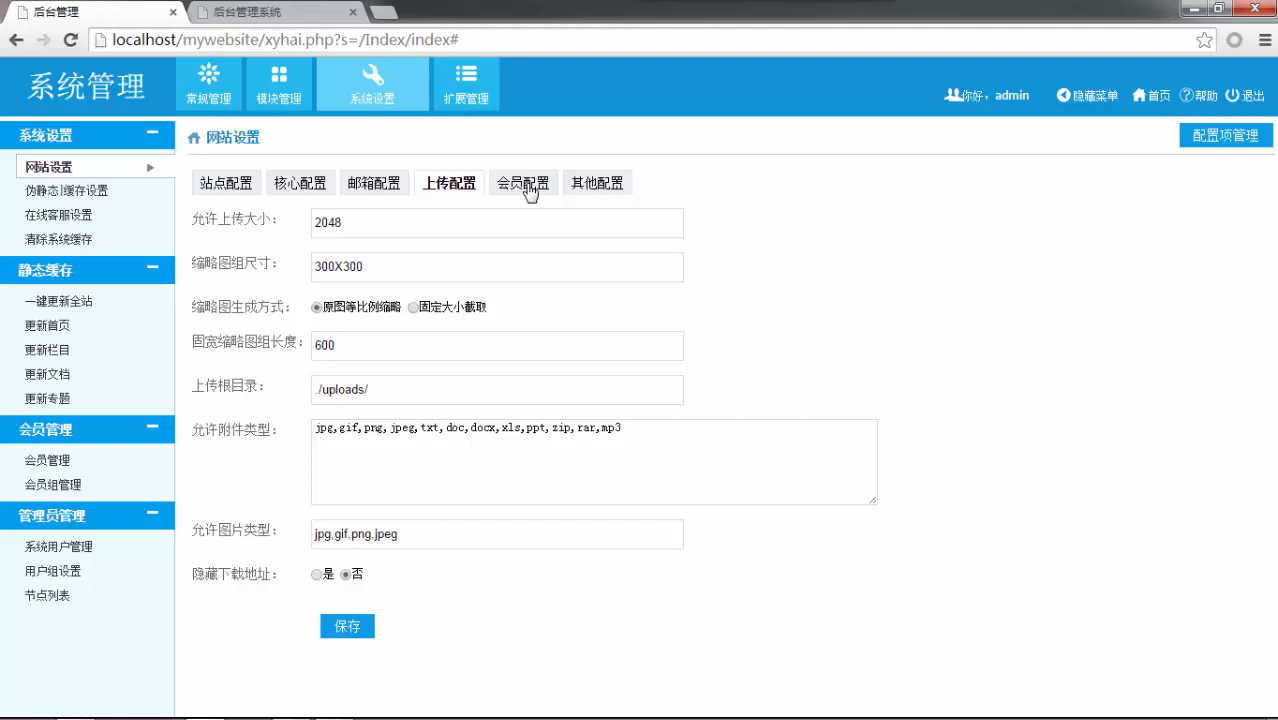 后台管理
后台管理系统
localhost/mywebsite/xyhai.php?s=/Index/index#
系统管理
常规管理
模块管理
系统设置
扩展管理
你好，admin
隐藏菜单
首页
帮助
退出
系统设置
网站设置
伪静态|缓存设置
在线客服设置
清除系统缓存
静态缓存
一键更新全站
更新首页
更新栏目
更新文档
更新专题
会员管理
会员管理
会员组管理
管理员管理
系统用户管理
用户组设置
节点列表
网站设置
配置项管理
站点配置
核心配置
邮箱配置
上传配置
会员配置
其他配置
允许上传大小： 2048
缩略图组尺寸： 300X300
缩略图生成方式： 原图等比例缩略 固定大小截取
固宽缩略图组长度： 600
上传根目录： ./uploads/
允许附件类型： jpg,gif,png,jpeg,txt,doc,docx,xls,ppt,zip,rar,mp3
允许图片类型： jpg,gif,png,jpeg
隐藏下载地址： 是 否
保存